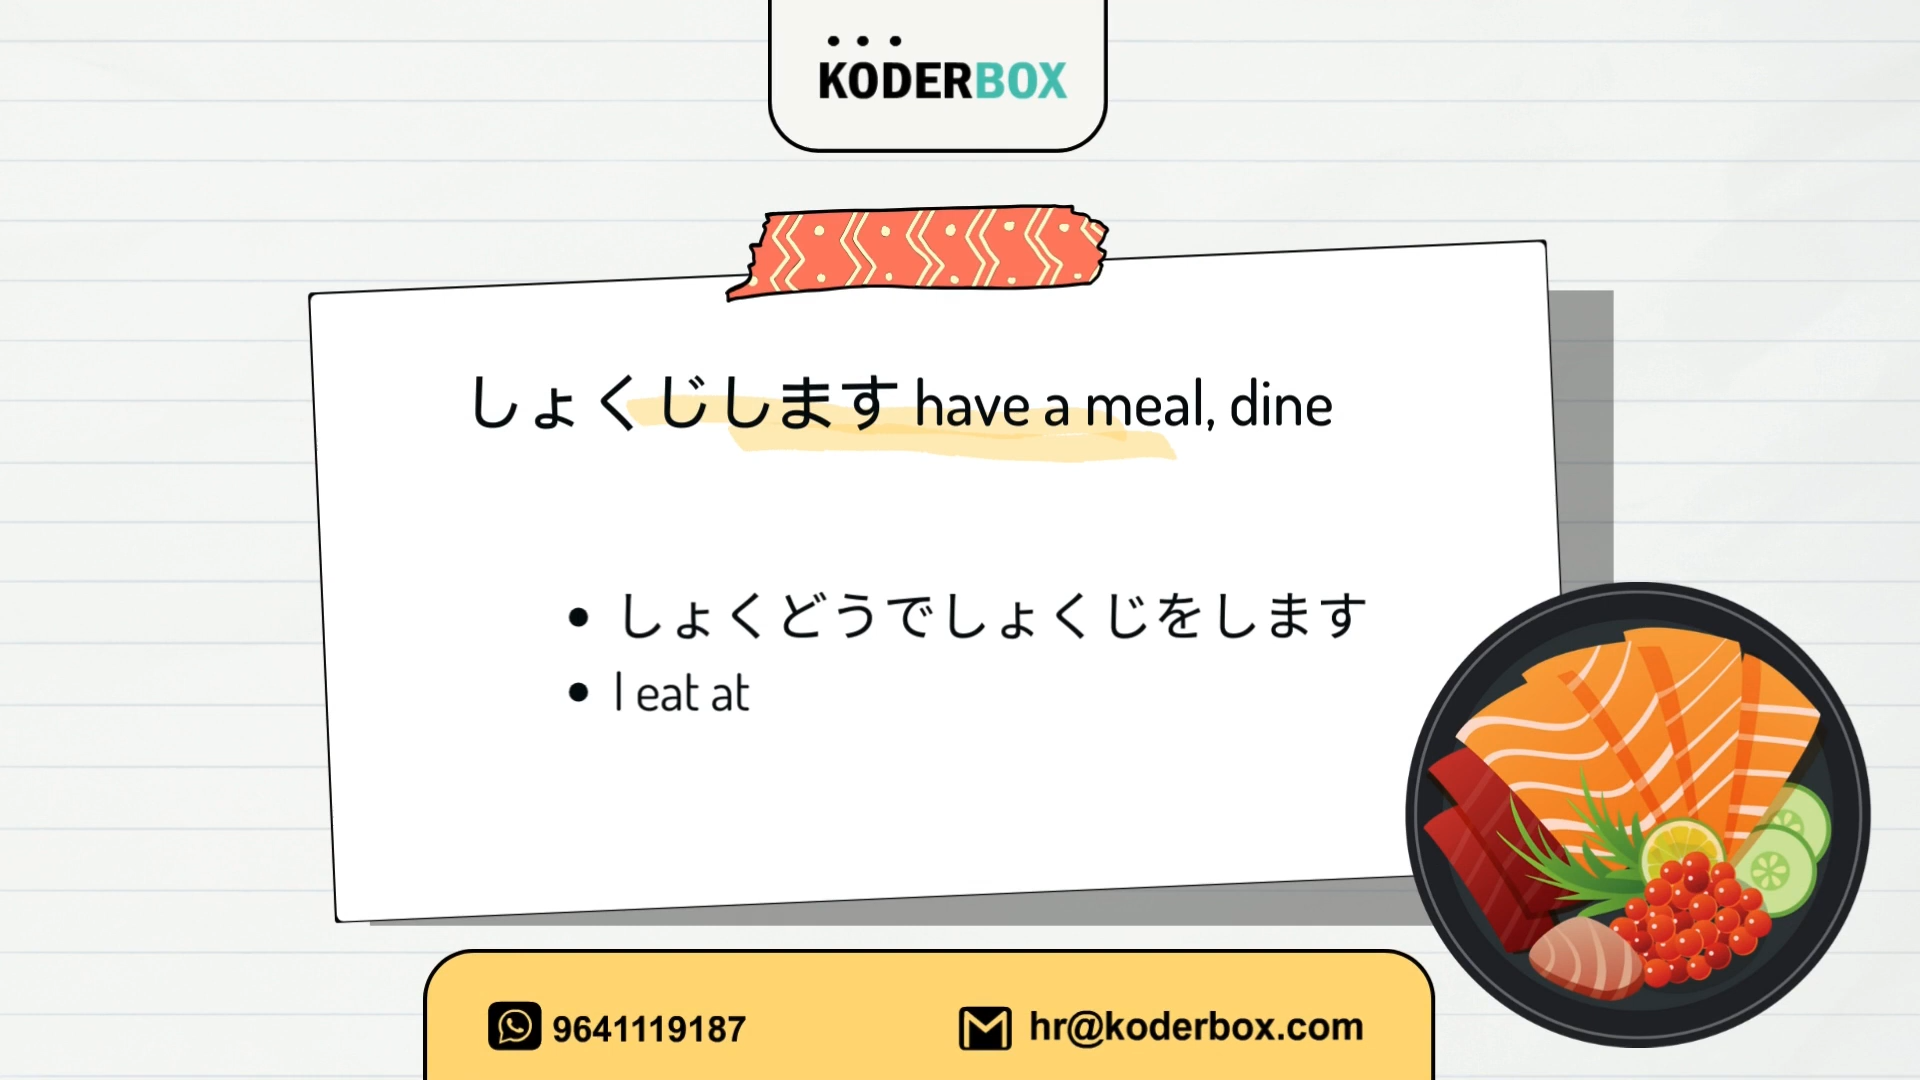 KODERBOX
しょくじします have a meal, dine
• しょくどうでしょくじをします
• I eat at
9641119187
hr@koderbox.com